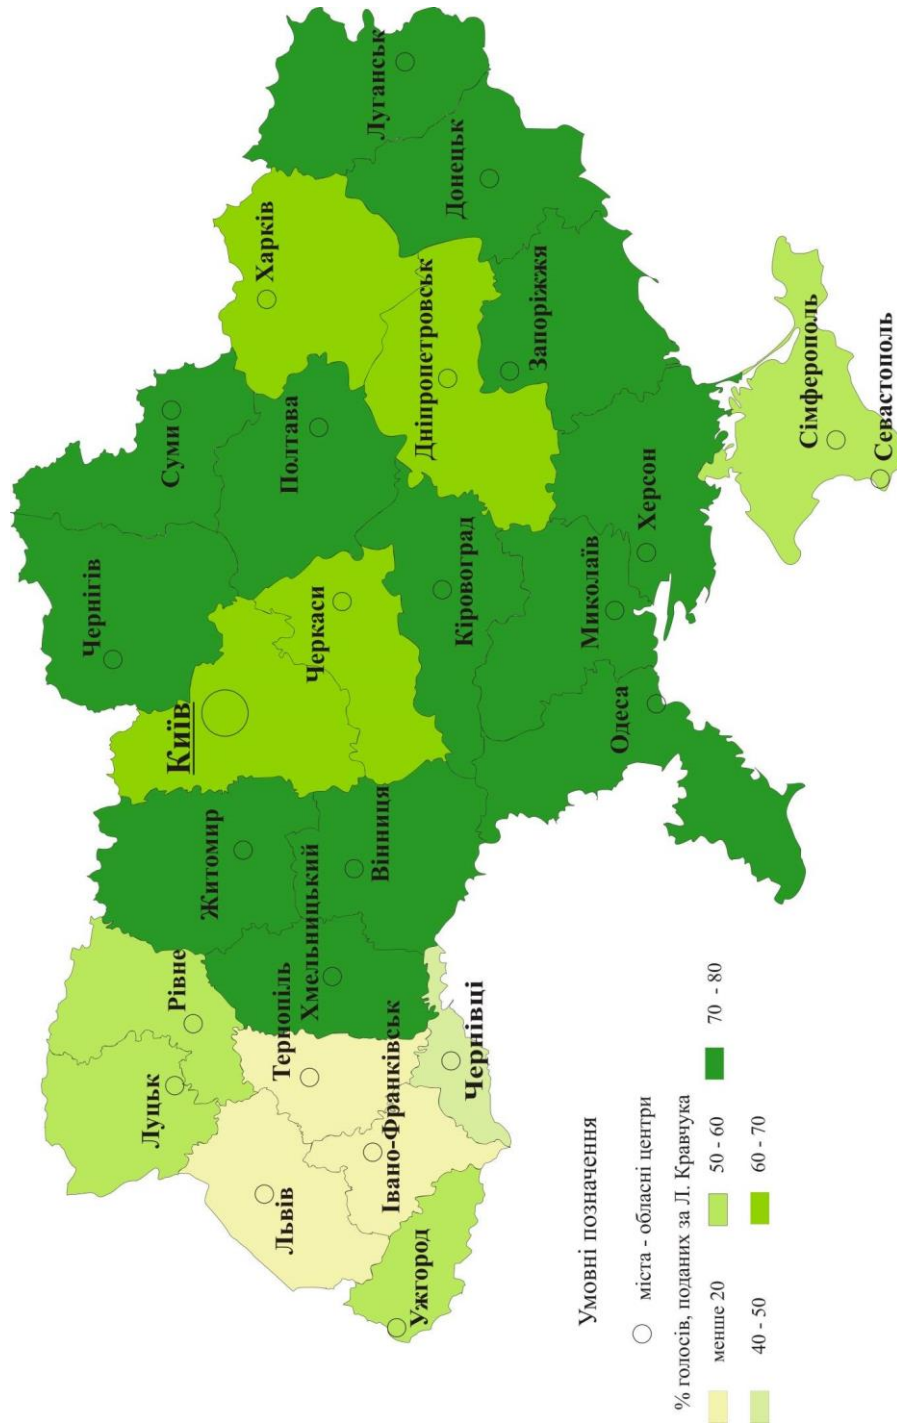 Чернігів
Суми
Луцьк
Рівне
Житомир
Київ
Харків
Полтава
Луганськ
Львів
Тернопіль
Хмельницький
Вінниця
Черкаси
Дніпропетровськ
Донецьк
Ужгород
Івано-Франківськ
Чернівці
Кіровоград
Запоріжжя
Миколаїв
Одеса
Херсон
Сімферополь
Севастополь
Умовні позначення
міста - обласні центри
% голосів, поданих за Л. Кравчука
менше 20
50 - 60
70 - 80
40 - 50
60 - 70